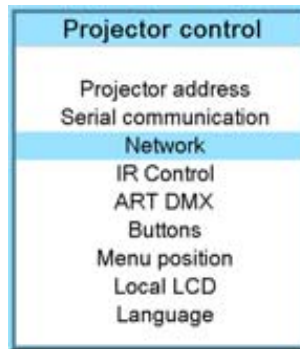 Projector control
Projector address
Serial communication
Network
IR Control
ART DMX
Buttons
Menu position
Local LCD
Language